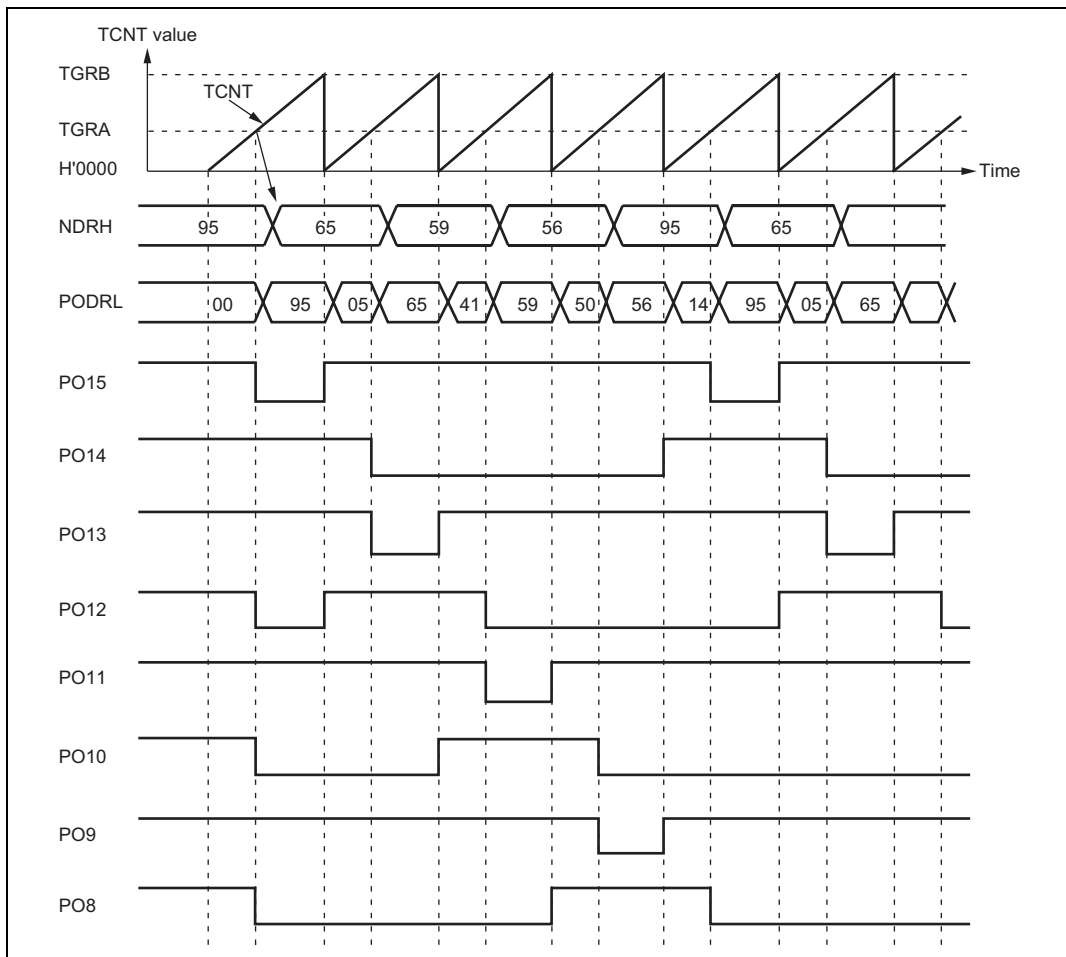 TCNT value
TGRB
TCNT
TGRA
H'0000
Time
NDRH 95 65 59 56 95 65
PODRL 00 95 05 65 41 59 50 56 14 95 05 65
PO15
PO14
PO13
PO12
PO11
PO10
PO9
PO8